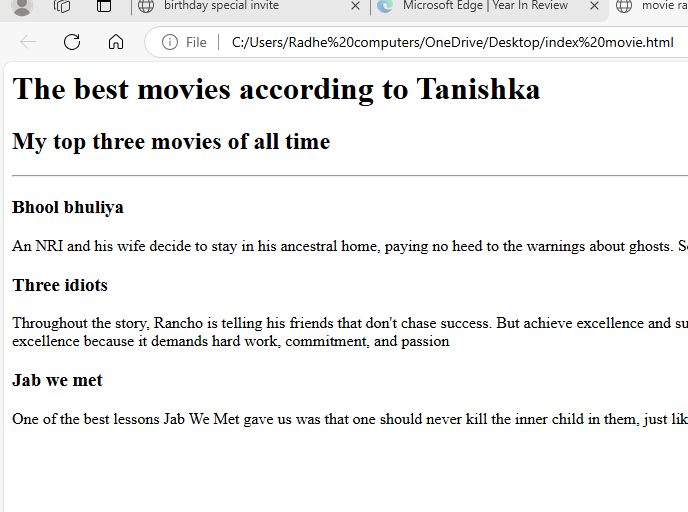 birthday special invite
Microsoft Edge | Year In Review
movie ra
File
C:/Users/Radhe%20computers/OneDrive/Desktop/index%20movie.html
The best movies according to Tanishka
My top three movies of all time
Bhool bhuliya
An NRI and his wife decide to stay in his ancestral home, paying no heed to the warnings about ghosts.
Three idiots
Throughout the story, Rancho is telling his friends that don't chase success. But achieve excellence and su
excellence because it demands hard work, commitment, and passion
Jab we met
One of the best lessons Jab We Met gave us was that one should never kill the inner child in them, just lik